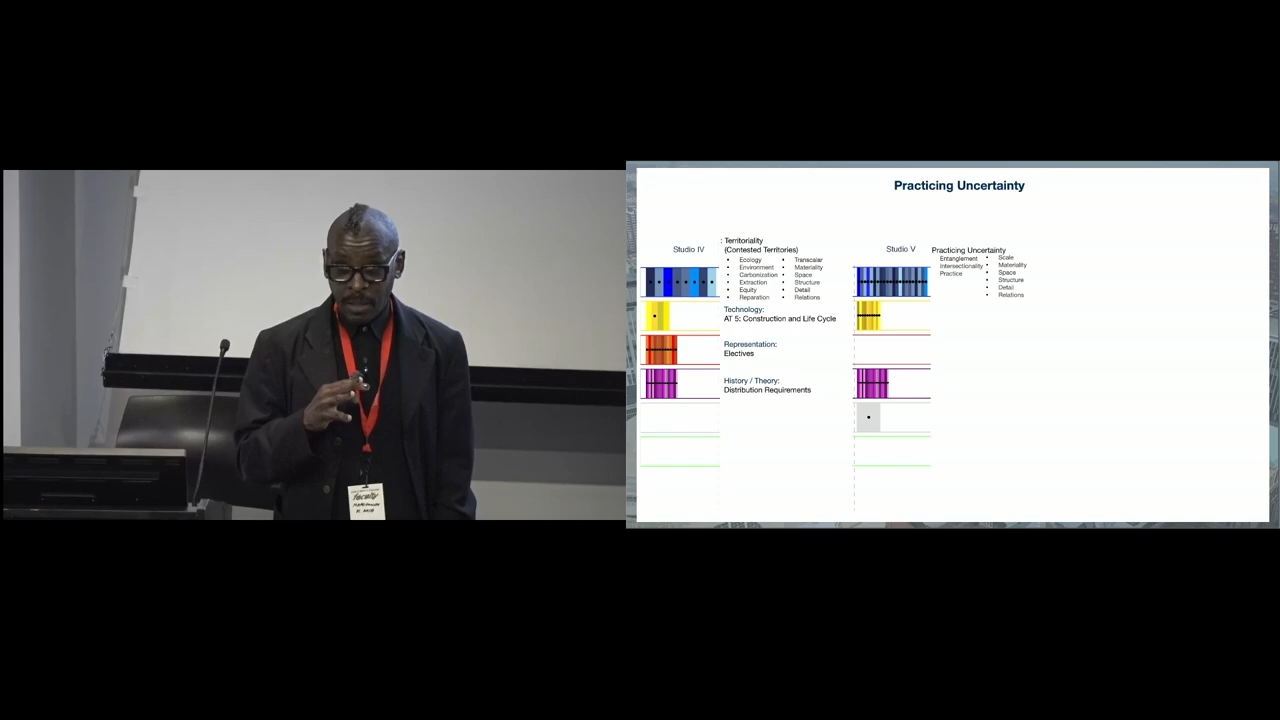 Practicing Uncertainty
Studio IV
: Territoriality
(Contested Territories)
• Ecology
• Environment
• Carbonization
• Extraction
• Equity
• Reparation
• Transcalar
• Materiality
• Space
• Structure
• Detail
• Relations
Technology:
AT 5: Construction and Life Cycle
Representation:
Electives
History / Theory:
Distribution Requirements
Studio V
Practicing Uncertainty
Entanglement
Intersectionality
Practice
• Scale
• Materiality
• Space
• Structure
• Detail
• Relations
faculty